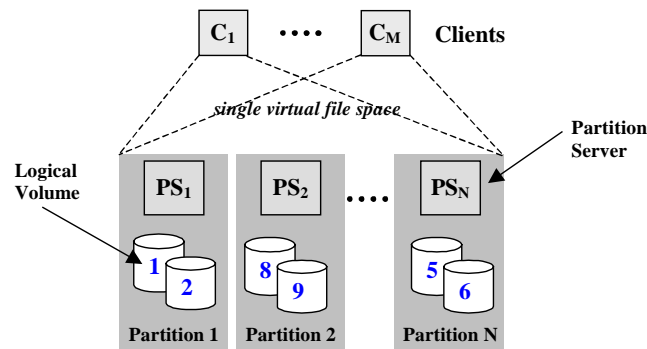 C1 •••• CM Clients
single virtual file space
Partition
Server
Logical
Volume
PS1 PS2 •••• PSN
1 2 8 9 5 6
Partition 1 Partition 2 Partition N